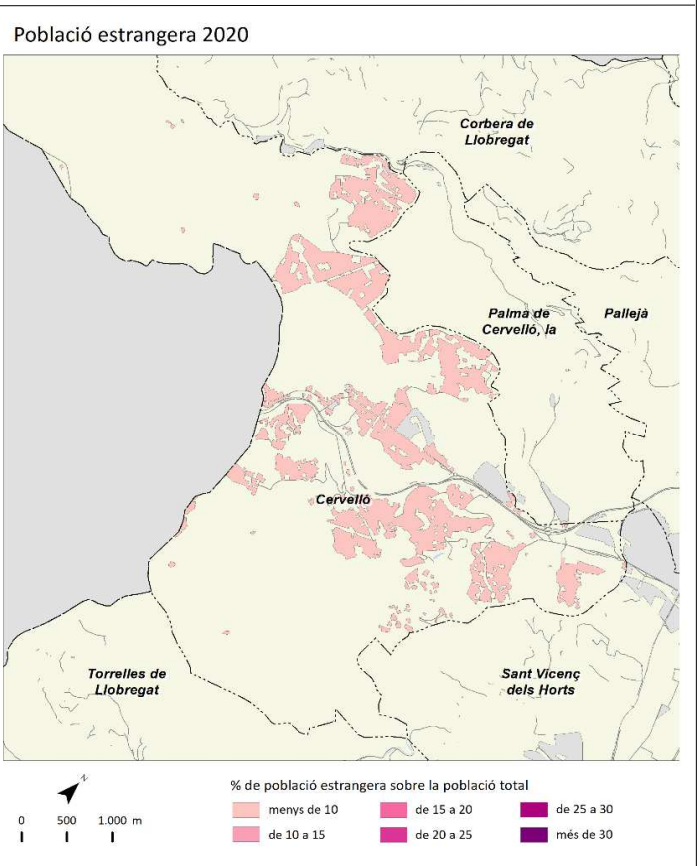 Població estrangera 2020
Corbera de
Llobregat
Palma de
Cervelló, la
Pallejà
Cervelló
Torrelles de
Llobregat
Sant Vicenç
dels Horts
N
0 500 1.000 m
% de població estrangera sobre la població total
menys de 10
de 10 a 15
de 15 a 20
de 20 a 25
de 25 a 30
més de 30